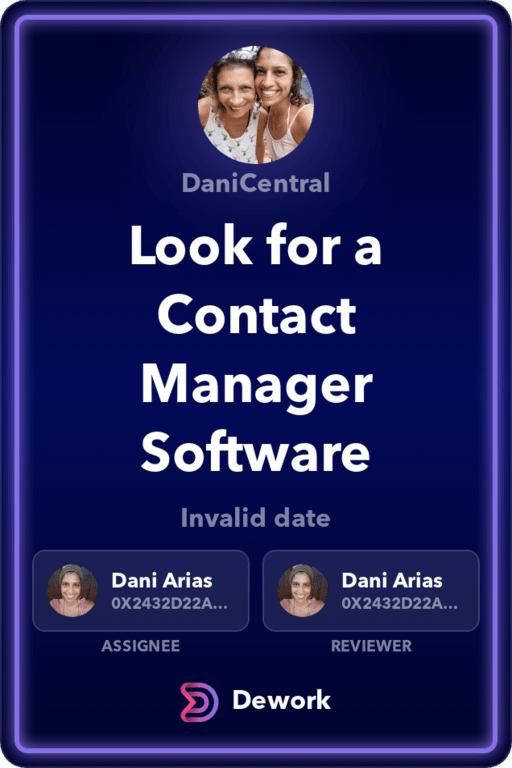 DaniCentral
Look for a
Contact
Manager
Software
Invalid date
Dani Arias
0X2432D22A...
Dani Arias
0X2432D22A...
ASSIGNEE
REVIEWER
Dework